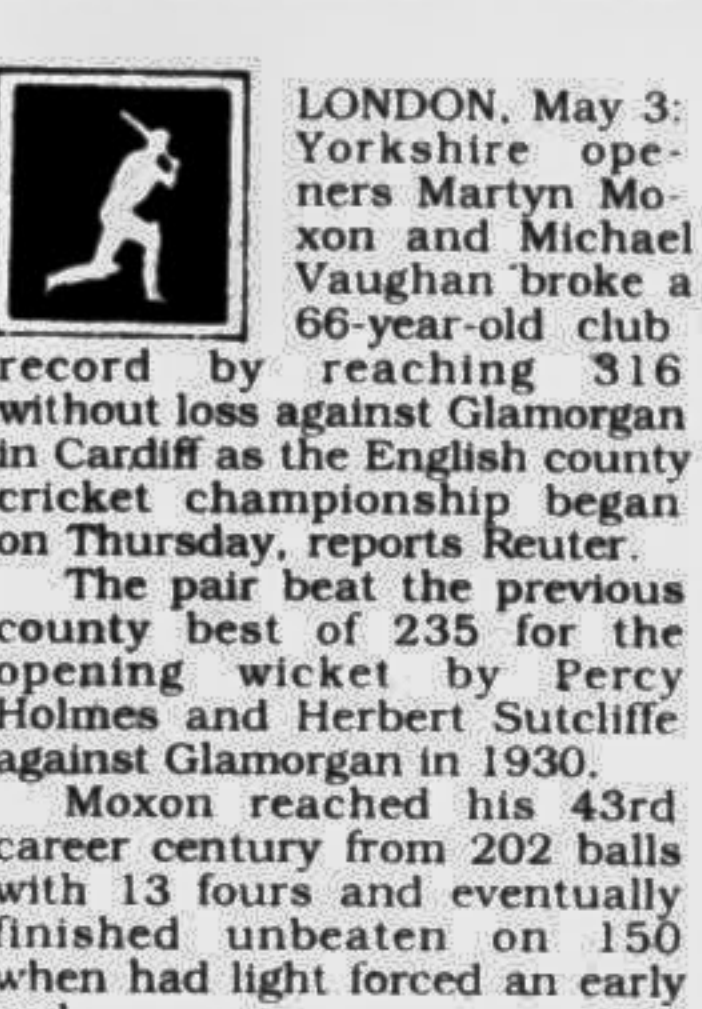 LONDON, May 3:
Yorkshire ope-
ners Martyn Mo-
xon and Michael
Vaughan broke a
66-year-old club
record by reaching 316
without loss against Glamorgan
in Cardiff as the English county
cricket championship began
on Thursday, reports Reuter.
The pair beat the previous
county best of 235 for the
opening wicket by Percy
Holmes and Herbert Sutcliffe
against Glamorgan in 1930.
Moxon reached his 43rd
career century from 202 balls
with 13 fours and eventually
finished unbeaten on 150
when had light forced an early